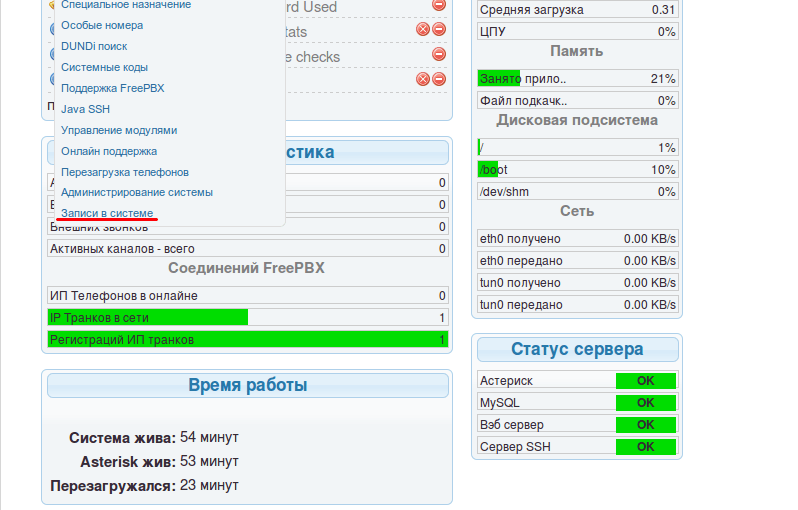 Специальное назначение
Особые номера
DUNDi поиск
Системные коды
Поддержка FreePBX
Java SSH
Управление модулями
Онлайн поддержка
Перезагрузка телефонов
Администрирование системы
Записи в системе
rd Used
tats
e checks
стика
0
0
Внешних звонков 0
Активных каналов - всего 0
Соединений FreePBX
ИП Телефонов в онлайне 0
IP Транков в сети 1
Регистраций ИП транков 1
Время работы
Система жива: 54 минут
Asterisk жив: 53 минут
Перезагружался: 23 минут
Средняя загрузка 0.31
ЦПУ 0%
Память
Занято прило.. 21%
Файл подкачк.. 0%
Дисковая подсистема
/ 1%
/boot 10%
/dev/shm 0%
Сеть
eth0 получено 0.00 KB/s
eth0 передано 0.00 KB/s
tun0 получено 0.00 KB/s
tun0 передано 0.00 KB/s
Статус сервера
Астериск OK
MySQL OK
Вэб сервер OK
Сервер SSH OK